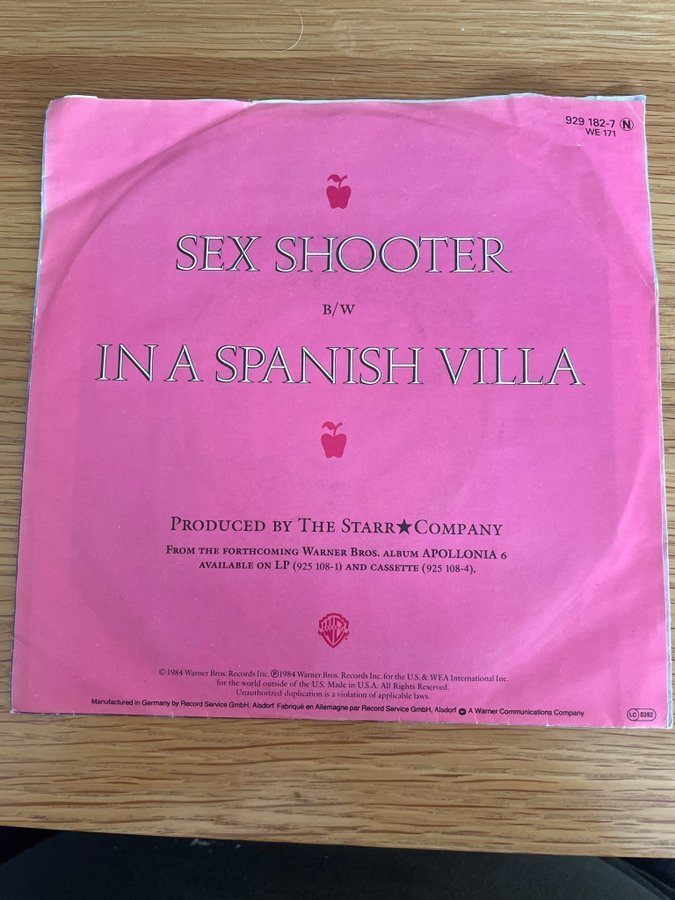 929 182-7 Ⓝ
WE 171
SEX SHOOTER
B/W
IN A SPANISH VILLA
PRODUCED BY THE STARR★COMPANY
FROM THE FORTHCOMING WARNER BROS. ALBUM APOLLONIA 6
AVAILABLE ON LP (925 108-1) AND CASSETTE (925 108-4).
© 1984 Warner Bros. Records Inc. ℗1984 Warner Bros. Records Inc. for the U.S. & WEA International Inc.
for the world outside of the U.S. Made in U.S.A. All Rights Reserved.
Unauthorized duplication is a violation of applicable laws.
Manufactured in Germany by Record Service GmbH, Alsdorf Fabriqué en Allemagne par Record Service GmbH, Alsdorf A Warner Communications Company
LC 0392